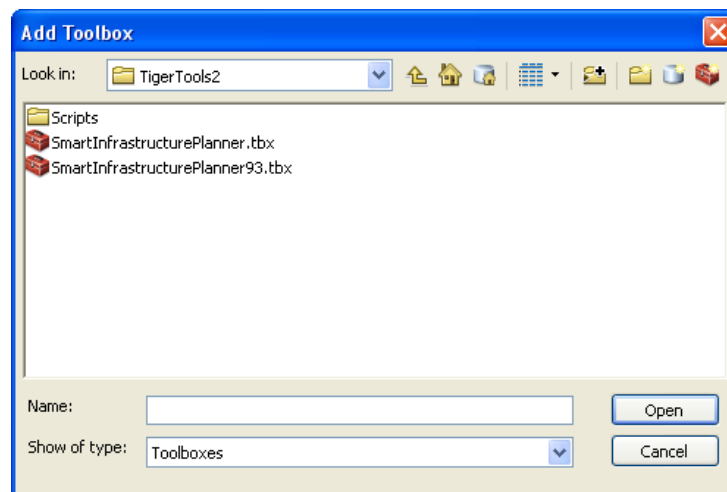 Add Toolbox
Look in: TigerTools2
Scripts
SmartInfrastructurePlanner.tbx
SmartInfrastructurePlanner93.tbx
Name:
Open
Show of type: Toolboxes
Cancel